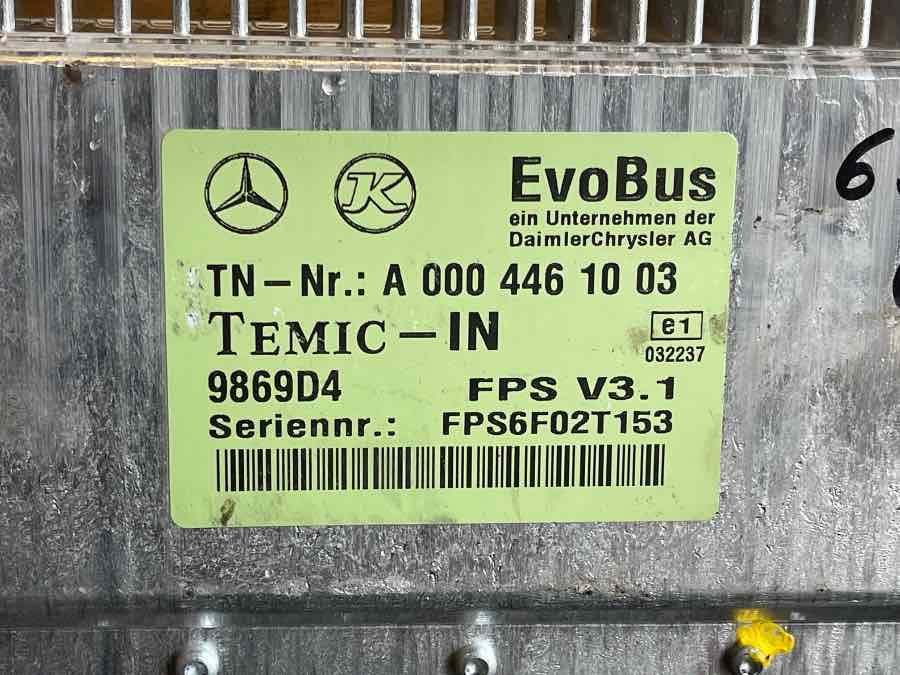 K
EvoBus
ein Unternehmen der
DaimlerChrysler AG
TN-Nr.: A 000 446 10 03
TEMIC-IN
e1
032237
9869D4 FPS V3.1
Seriennr.: FPS6F02T153
6